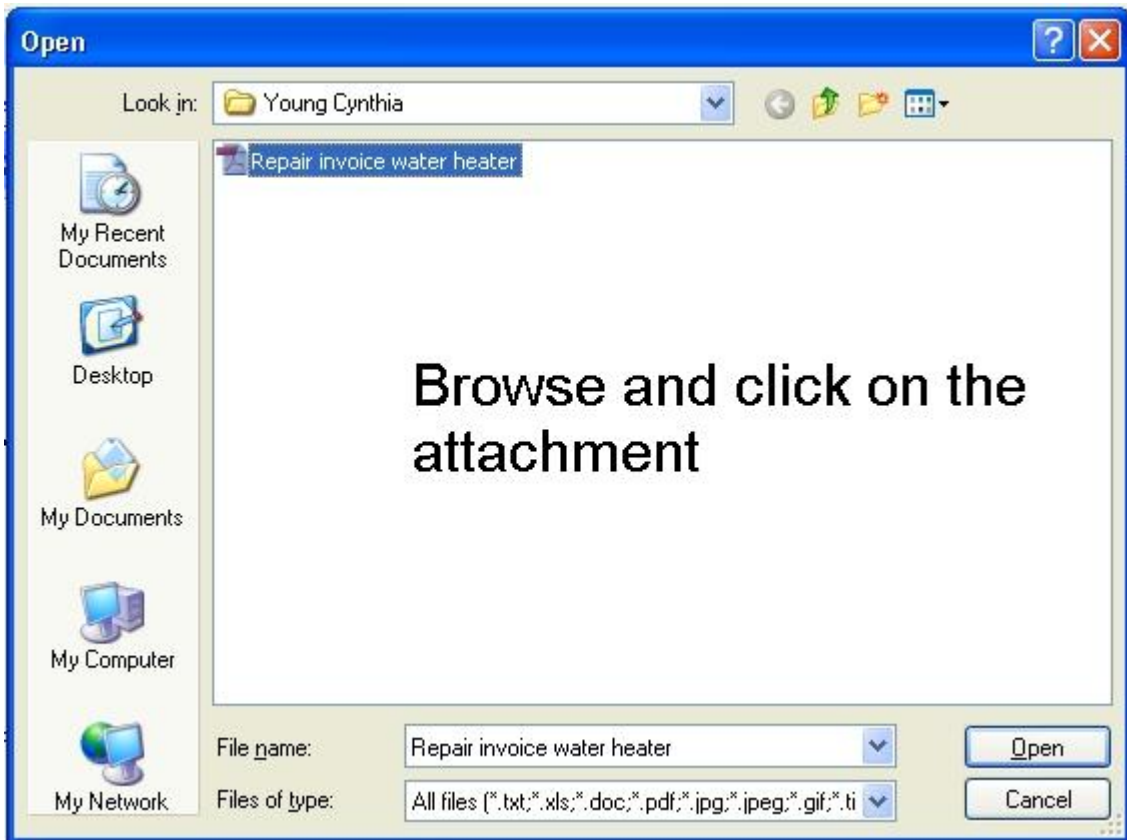 Open
Look in: Young Cynthia
Repair invoice water heater
My Recent
Documents
Desktop
My Documents
My Computer
My Network
Browse and click on the
attachment
File name: Repair invoice water heater Open
Files of type: All files (*.txt;*.xls;*.doc;*.pdf;*.jpg;*.jpeg;*.gif;*.ti Cancel